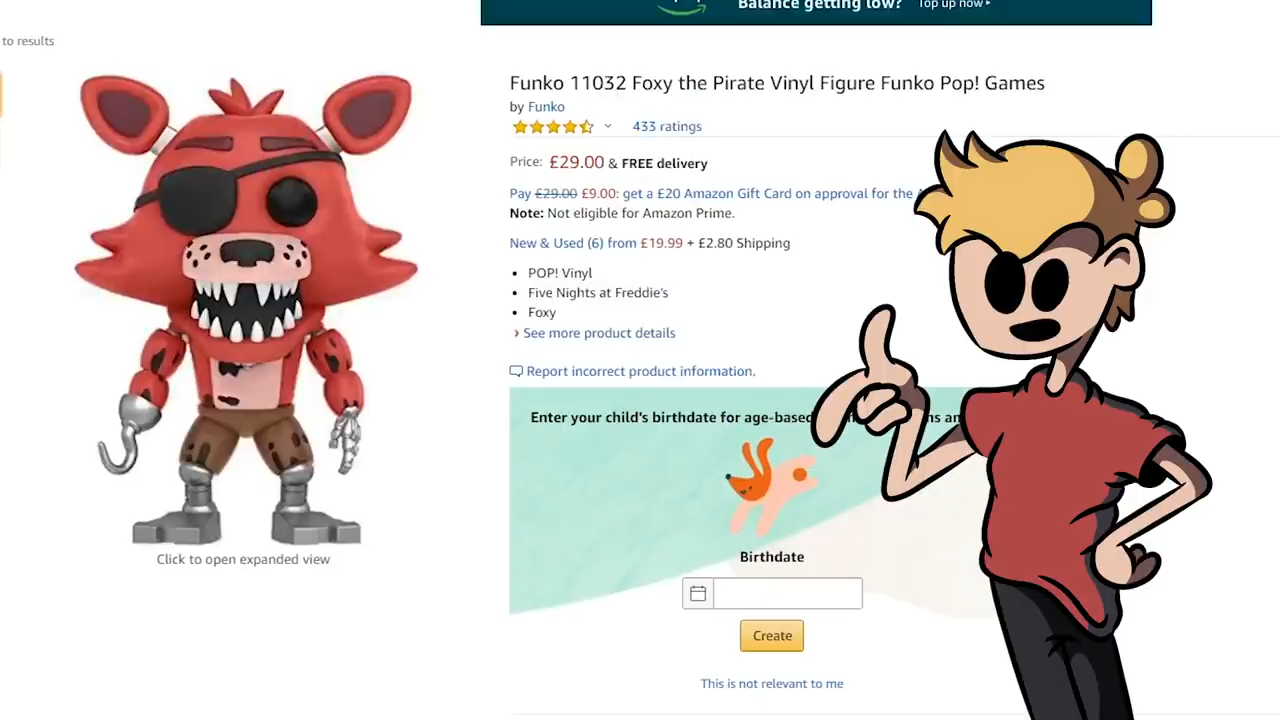 Balance getting low? Top up now
to results
Funko 11032 Foxy the Pirate Vinyl Figure Funko Pop! Games
by Funko
433 ratings
Price: £29.00 & FREE delivery
Pay £29.00 £9.00: get a £20 Amazon Gift Card on approval for the
Note: Not eligible for Amazon Prime.
New & Used (6) from £19.99 + £2.80 Shipping
• POP! Vinyl
• Five Nights at Freddie's
• Foxy
› See more product details
Report incorrect product information.
Enter your child's birthdate for age-based
Click to open expanded view
Birthdate
Create
This is not relevant to me